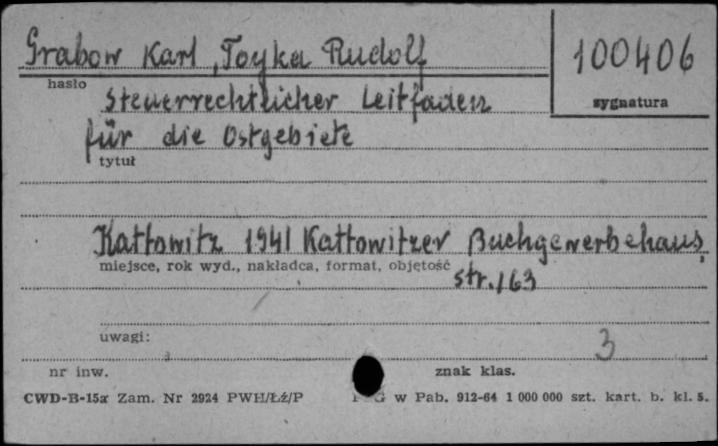 Grabow Karl, Toyka Rudolf
100406
hasło
sygnatura
Steuerrechtlicher Leitfaden
für die Ostgebiete
tytuł
Kattowitz 1941 Kattowitzer Buchgewerbehaus,
miejsce, rok wyd., nakładca, format, objętość
str. 163
uwagi:
3
nr inw.
znak klas.
CWD-B-15a Zam. Nr 2924 PWH/Łź/P
G w Pab. 912-64 1 000 000 szt. kart. b. kl. 5.